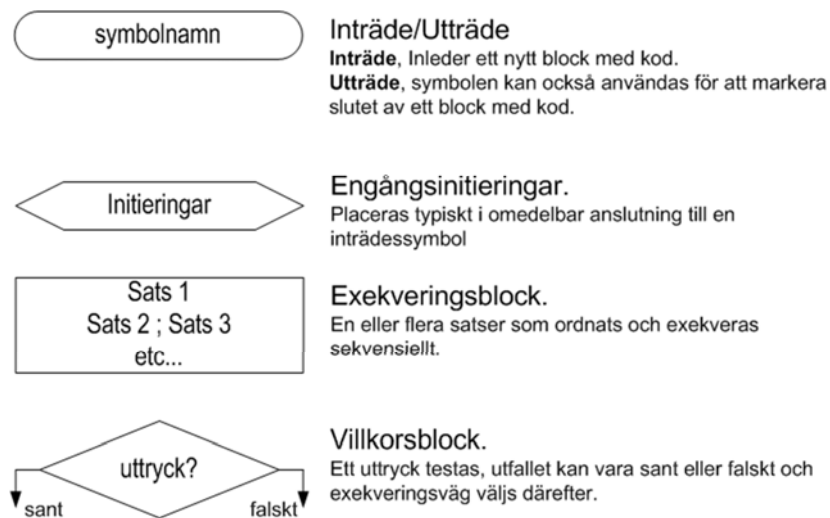 symbolnamn
Inträde/Utträde
Inträde, Inleder ett nytt block med kod.
Utträde, symbolen kan också användas för att markera
slutet av ett block med kod.
Initieringar
Engångsinitieringar.
Placeras typiskt i omedelbar anslutning till en
inträdessymbol
Sats 1
Sats 2 ; Sats 3
etc...
Exekveringsblock.
En eller flera satser som ordnats och exekveras
sekvensiellt.
uttryck?
sant
falskt
Villkorsblock.
Ett uttryck testas, utfallet kan vara sant eller falskt och
exekveringsväg väljs därefter.